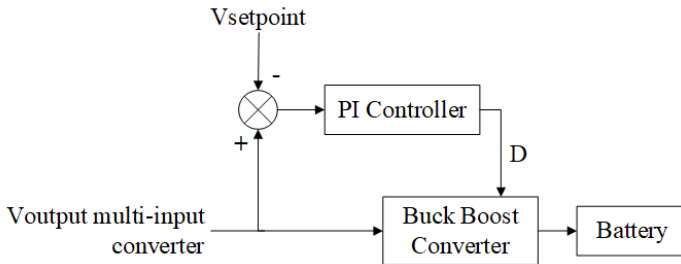 Vsetpoint
-
PI Controller
+
D
Voutput multi-input
converter
Buck Boost
Converter
Battery